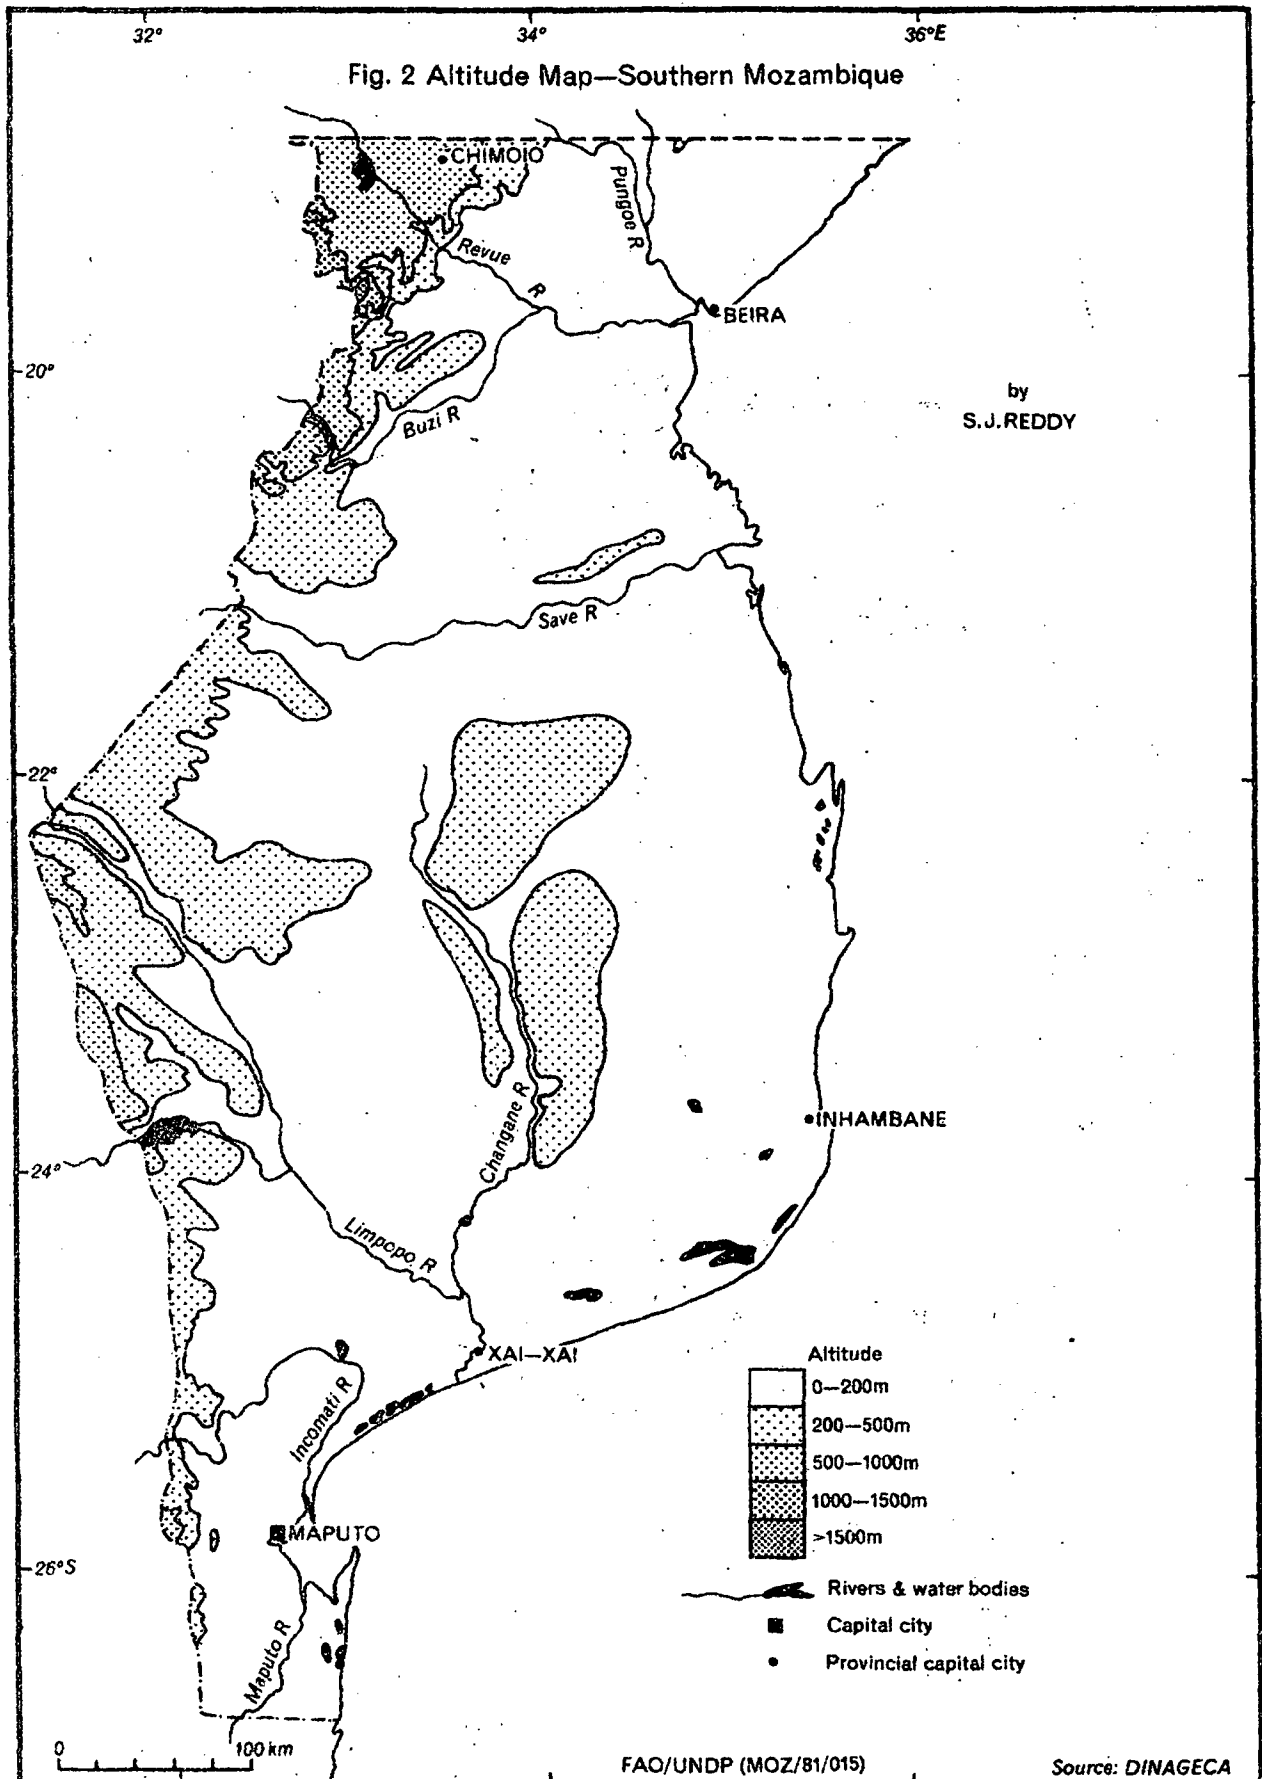 32° 34° 36°E
Fig. 2 Altitude Map—Southern Mozambique
CHIMOIO
Pungoe R
Revue R
BEIRA
20°
by
S.J.REDDY
Buzi R
Save R
22°
Changane R
INHAMBANE
24°
Limpopo R
XAI—XAI
Incomati R
Altitude
0—200m
200—500m
500—1000m
1000—1500m
>1500m
MAPUTO
26°S
Rivers & water bodies
Capital city
Maputo R
Provincial capital city
0 100 km
FAO/UNDP (MOZ/81/015)
Source: DINAGECA